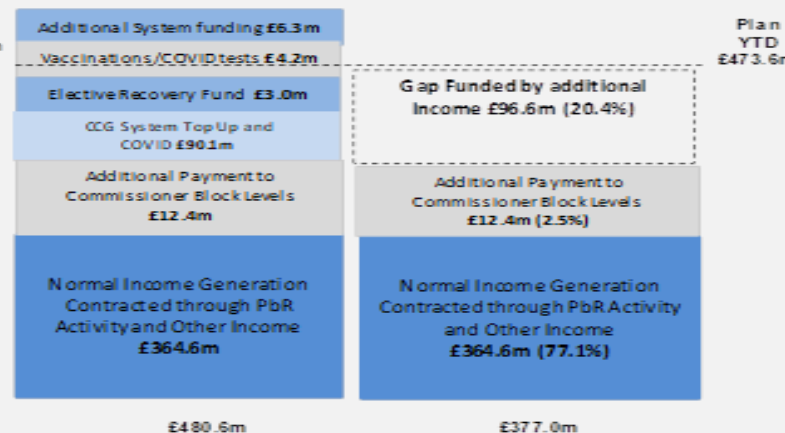 Additional System funding £6.3m
Vaccinations/COVID tests £4.2m
Elective Recovery Fund £3.0m
CCG System Top Up and
COVID £90.1m
Additional Payment to
Commissioner Block Levels
£12.4m
Normal Income Generation
Contracted through PbR
Activity and Other Income
£364.6m
£480.6m
Gap Funded by additional
Income £96.6m (20.4%)
Additional Payment to
Commissioner Block Levels
£12.4m (2.5%)
Normal Income Generation
Contracted through PbR Activity
and Other Income
£364.6m (77.1%)
£377.0m
Plan
YTD
£473.6m